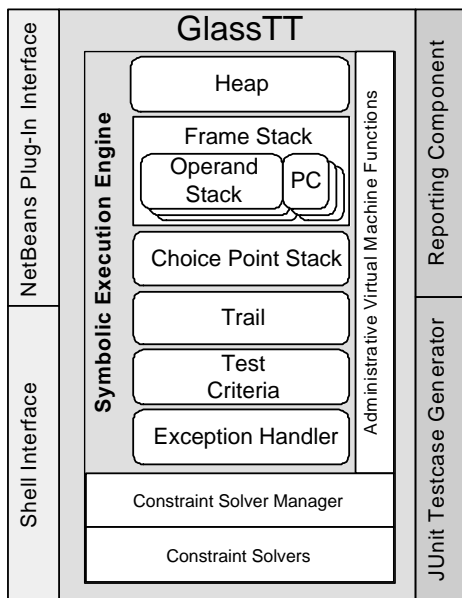 GlassTT
NetBeans Plug-In Interface
Shell Interface
Symbolic Execution Engine
Heap
Frame Stack
Operand
Stack
PC
Choice Point Stack
Trail
Test
Criteria
Exception Handler
Administrative Virtual Machine Functions
Constraint Solver Manager
Constraint Solvers
Reporting Component
JUnit Testcase Generator